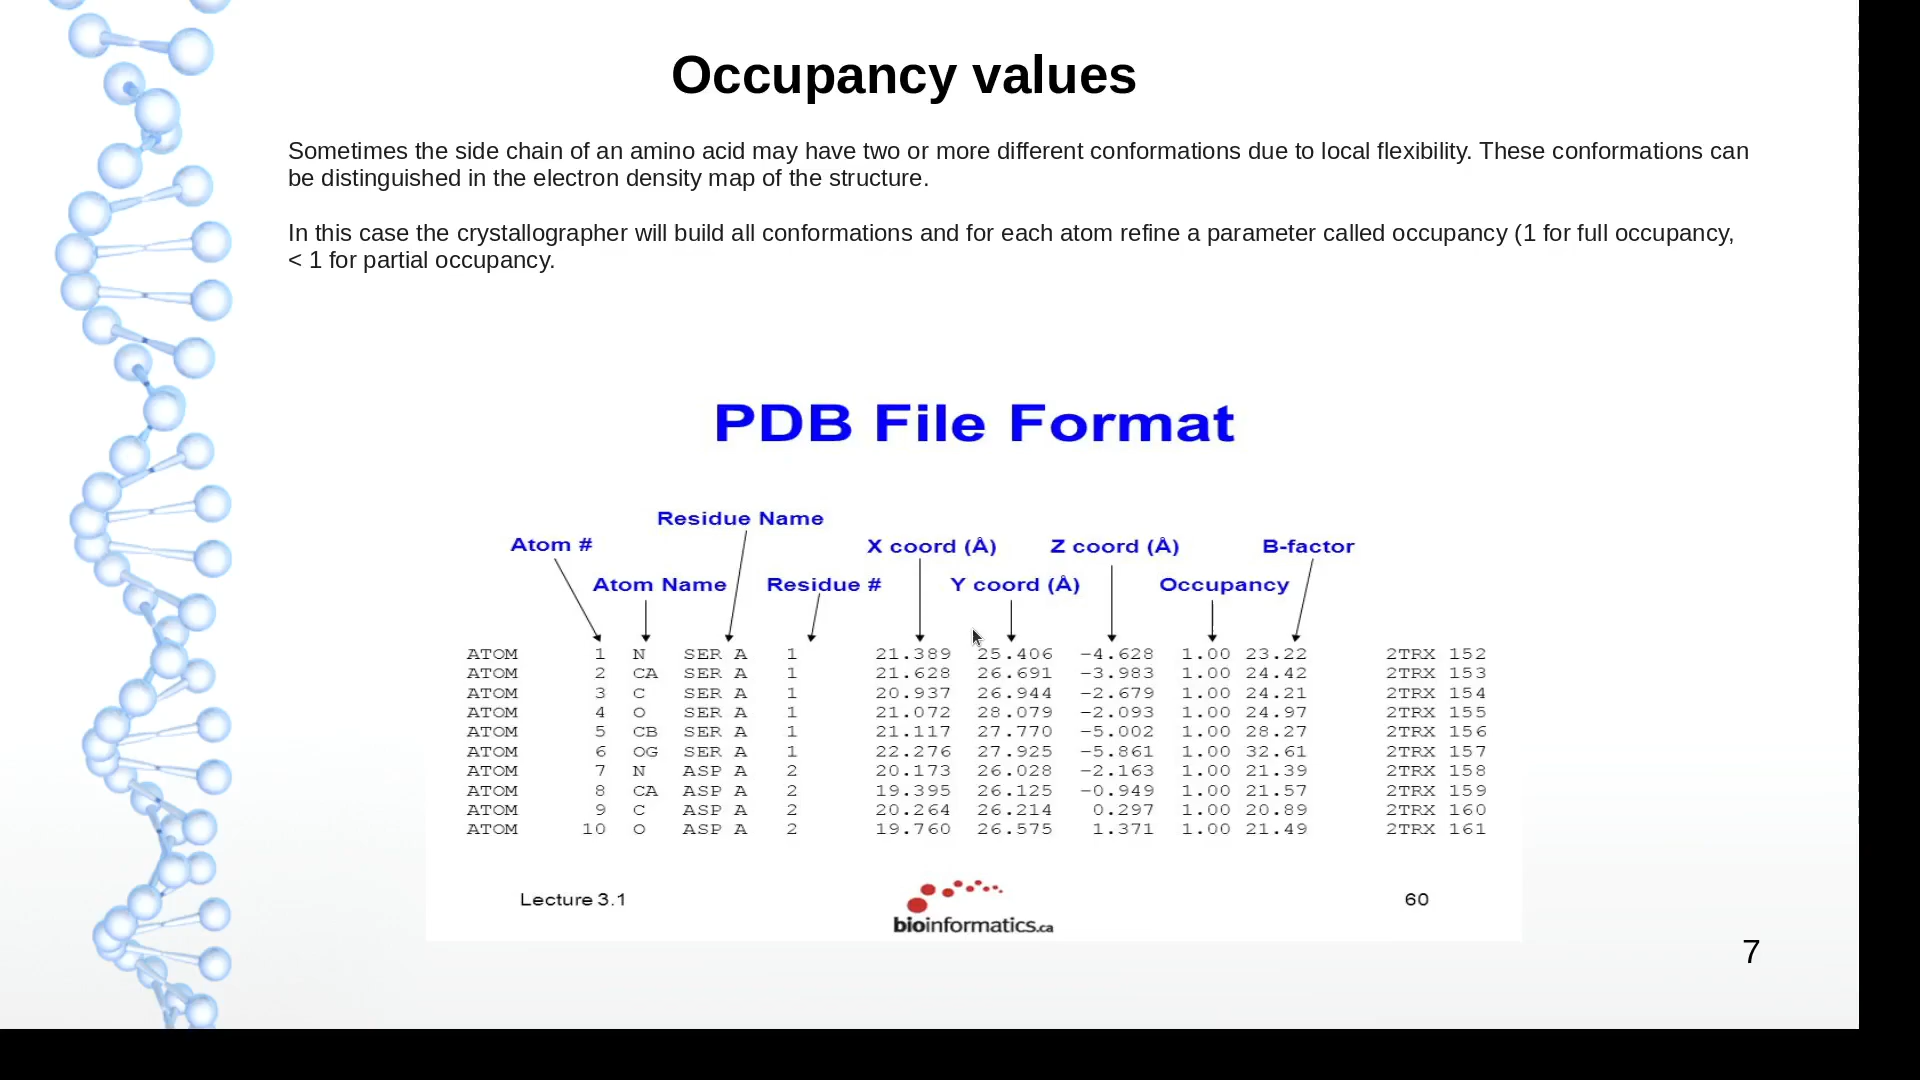 Occupancy values
Sometimes the side chain of an amino acid may have two or more different conformations due to local flexibility. These conformations can
be distinguished in the electron density map of the structure.
In this case the crystallographer will build all conformations and for each atom refine a parameter called occupancy (1 for full occupancy,
< 1 for partial occupancy.
PDB File Format
Residue Name
Atom # X coord (Å) Z coord (Å) B-factor
Atom Name Residue # Y coord (Å) Occupancy
ATOM 1 N SER A 1 21.389 25.406 −4.628 1.00 23.22 2TRX 152
ATOM 2 CA SER A 1 21.628 26.691 −3.983 1.00 24.42 2TRX 153
ATOM 3 C SER A 1 20.937 26.944 −2.679 1.00 24.21 2TRX 154
ATOM 4 O SER A 1 21.072 28.079 −2.093 1.00 24.97 2TRX 155
ATOM 5 CB SER A 1 21.117 27.770 −5.002 1.00 28.27 2TRX 156
ATOM 6 OG SER A 1 22.276 27.925 −5.861 1.00 32.61 2TRX 157
ATOM 7 N ASP A 2 20.173 26.028 −2.163 1.00 21.39 2TRX 158
ATOM 8 CA ASP A 2 19.395 26.125 −0.949 1.00 21.57 2TRX 159
ATOM 9 C ASP A 2 20.264 26.214 0.297 1.00 20.89 2TRX 160
ATOM 10 O ASP A 2 19.760 26.575 1.371 1.00 21.49 2TRX 161
Lecture 3.1 60
bioinformatics.ca
7